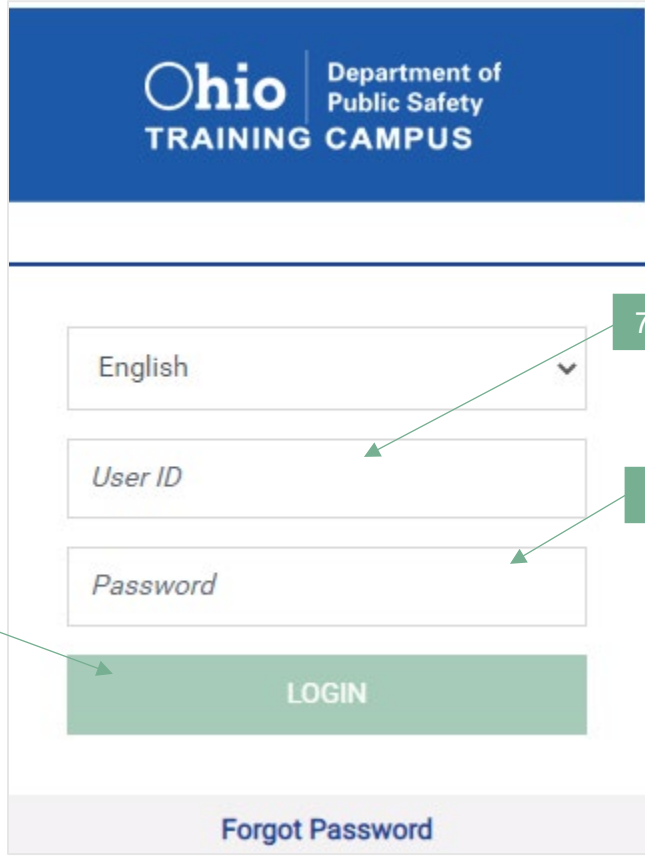 Ohio
Department of
Public Safety
TRAINING CAMPUS
7
English
User ID
Password
LOGIN
Forgot Password